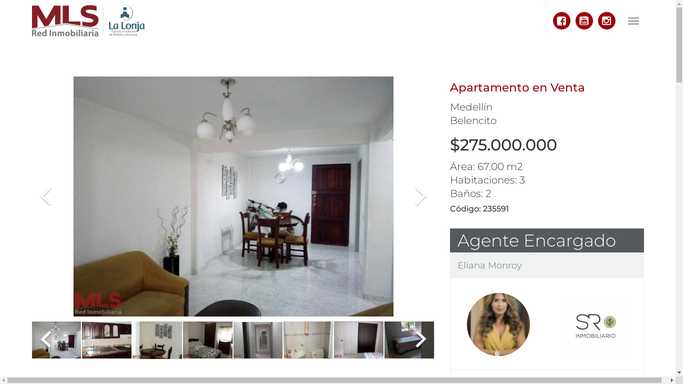 MLS
Red Inmobiliaria
La Lonja
Apartamento en Venta
Medellín
Belencito
$275.000.000
Área: 67.00 m2
Habitaciones: 3
Baños: 2
Código: 235591
Agente Encargado
Eliana Monroy
SR
INMOBILIARIO
MLS
Red Inmobiliaria